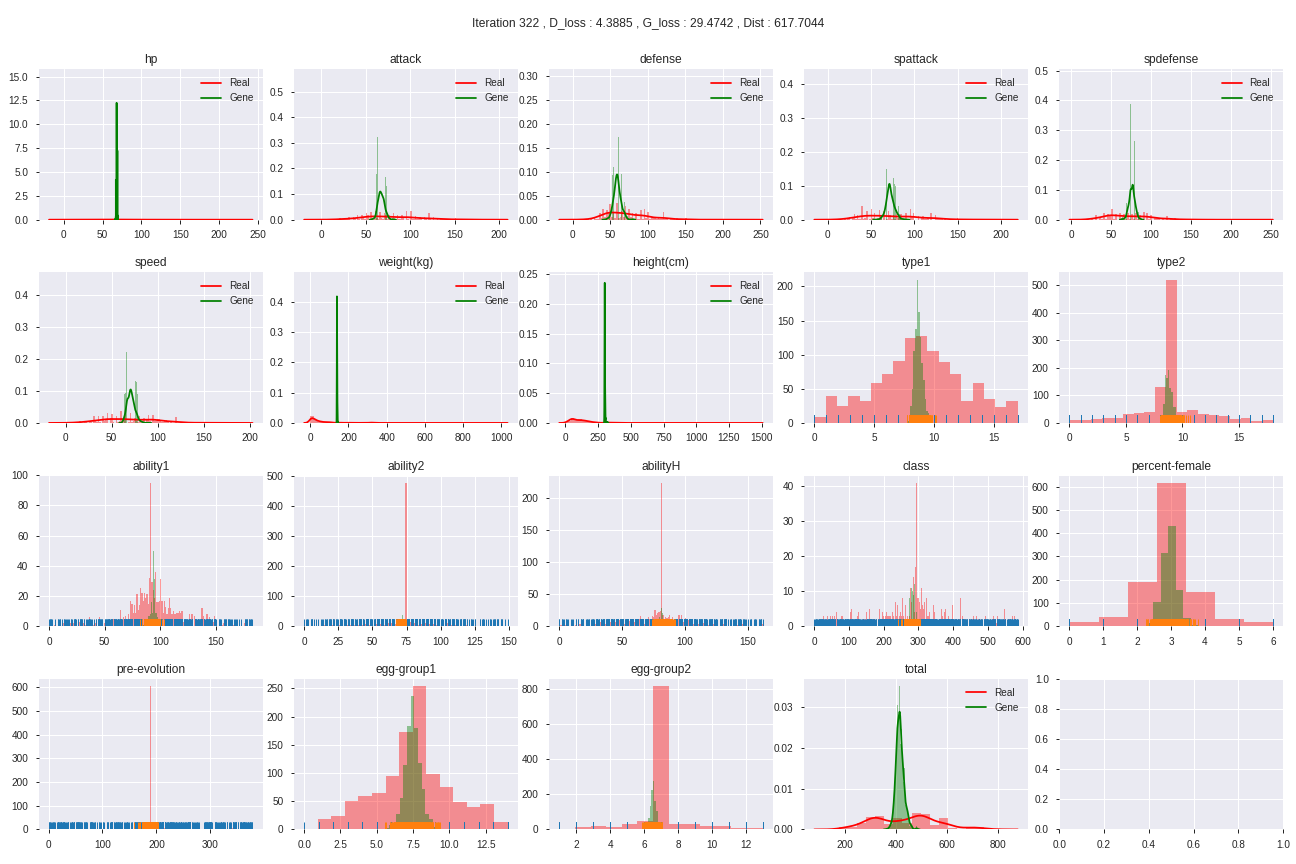 Iteration 322 , D_loss : 4.3885 , G_loss : 29.4742 , Dist : 617.7044
hp attack defense spattack spdefense
15.0 12.5 10.0 7.5 5.0 2.5 0.0
Real
Gene
0 50 100 150 200 250
0.5 0.4 0.3 0.2 0.1 0.0
Real
Gene
0 50 100 150 200
0.30 0.25 0.20 0.15 0.10 0.05 0.00
Real
Gene
0 50 100 150 200 250
0.4 0.3 0.2 0.1 0.0
Real
Gene
0 50 100 150 200
0.5 0.4 0.3 0.2 0.1 0.0
Real
Gene
0 50 100 150 200 250
speed weight(kg) height(cm) type1 type2
0.4 0.3 0.2 0.1 0.0
Real
Gene
0 50 100 150 200
0.4 0.3 0.2 0.1 0.0
Real
Gene
0 200 400 600 800 1000
0.25 0.20 0.15 0.10 0.05 0.00
Real
Gene
0 300 600 900 1200 1500
200 150 100 50 0
0 5 10 15
500 400 300 200 100 0
0 5 10 15
ability1 ability2 abilityH class percent-female
100 80 60 40 20 0
0 50 100 150
500 400 300 200 100 0
0 25 50 75 100 125 150
200 150 100 50 0
0 50 100 150
40 30 20 10 0
0 100 200 300 400 500 600
600 500 400 300 200 100 0
0 1 2 3 4 5 6
pre-evolution egg-group1 egg-group2 total
600 500 400 300 200 100 0
0 100 200 300
250 200 150 100 50 0
0.0 2.5 5.0 7.5 10.0 12.5
800 600 400 200 0
2 4 6 8 10 12
0.03 0.02 0.01 0.00
Real
Gene
200 400 600 800
1.0 0.8 0.6 0.4 0.2 0.0
0.0 0.2 0.4 0.6 0.8 1.0